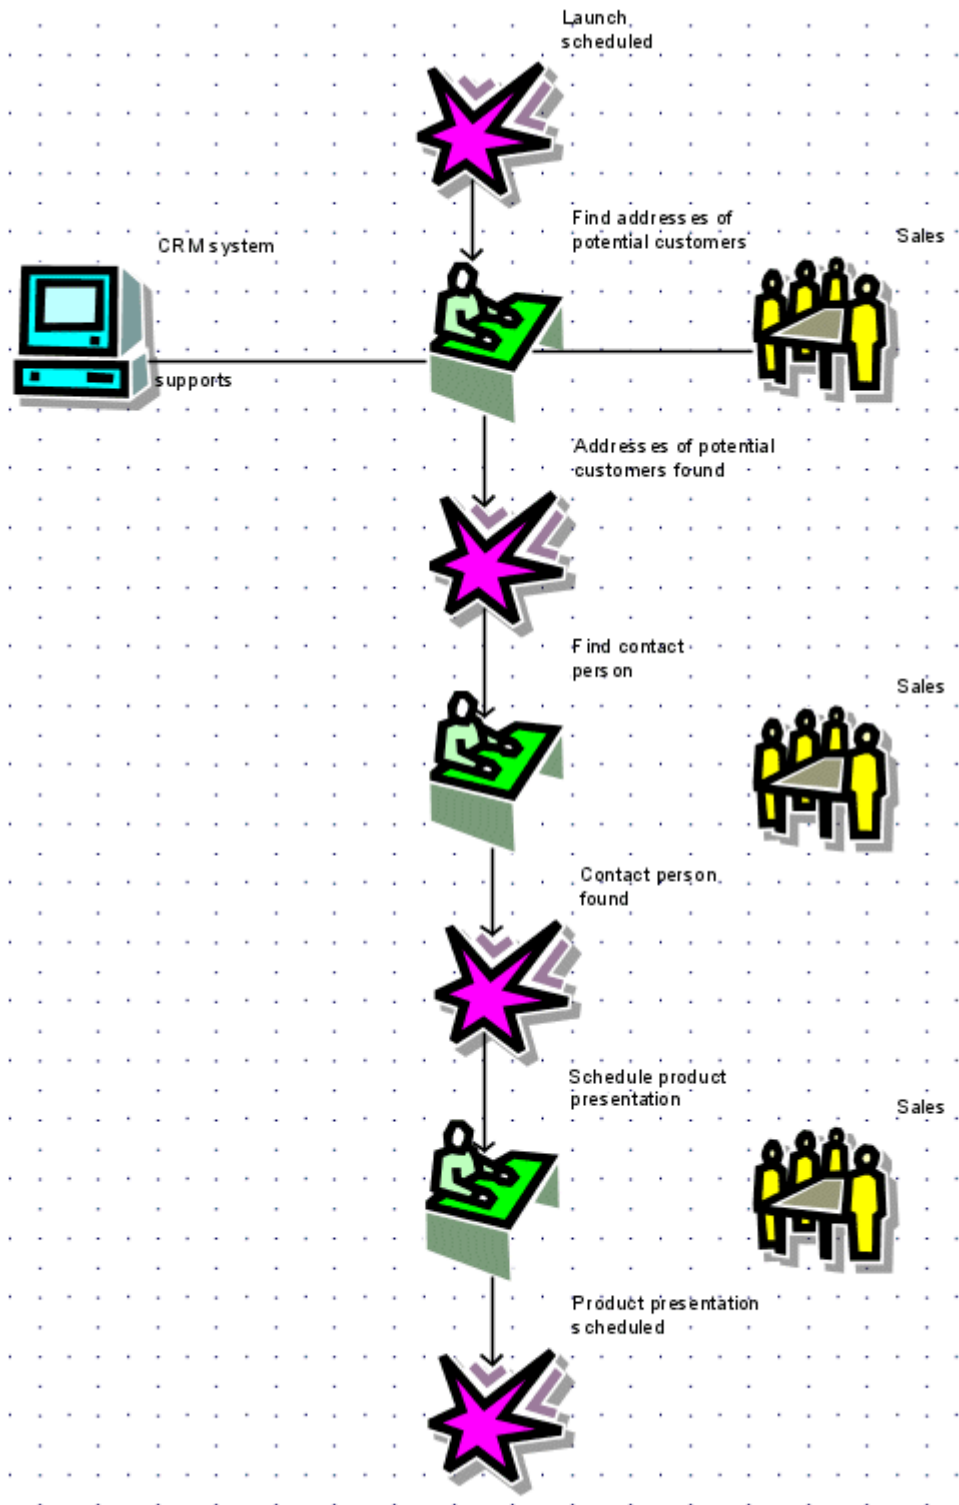 Launch
scheduled
Find addresses of
potential customers
Sales
CRM system
supports
Addresses of potential
customers found
Find contact
person
Sales
Contact person
found
Schedule product
presentation
Sales
Product presentation
scheduled